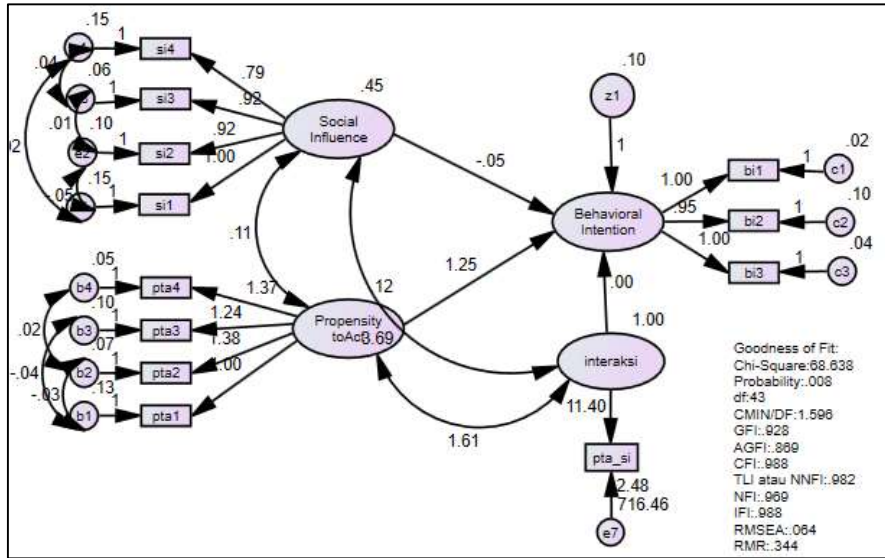 .15
1
si4
.04
.79
.45
.06
1
si3
.92
Social
Influence
.01
.10
1
si2
.92
e2
02
.15
1.00
.05
1
si1
.10
z1
1
-.05
.02
1
bi1
c1
1.00
Behavioral
Intention
.95
.10
1
bi2
c2
1.00
.04
1
bi3
c3
.11
.05
b4
1
pta4
1.37
12
1.25
.00
.10
b3
1
pta3
1.24
Propensity
toAct
3.69
1.00
.02
.07
b2
1
pta2
1.38
interaksi
-.04
.13
1.00
-.03
b1
1
pta1
11.40
1.61
pta_si
2.48
716.46
e7
Goodness of Fit:
Chi-Square:68.638
Probability:.008
df:43
CMIN/DF:1.596
GFI:.928
AGFI:.869
CFI:.988
TLI atau NNFI:.982
NFI:.969
IFI:.988
RMSEA:.064
RMR:.344